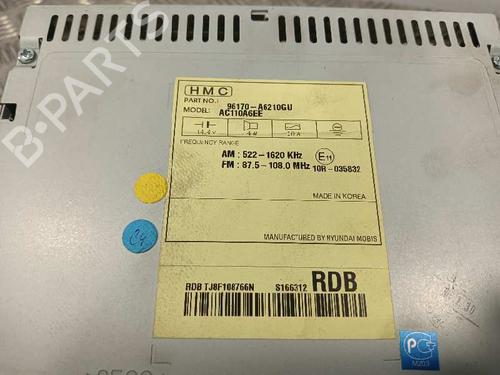 HMC
PART NO.: 96170-A6210GU
MODEL: AC110A6EE
14.4v 4Ω 10A
FREQUENCY RANGE
AM : 522-1620 KHz
FM : 87.5-108.0 MHz
E11
10R-035832
MADE IN KOREA
MANUFACTURED BY HYUNDAI MOBIS
RDB TJ8F108766N S166312 RDB
24
B-PARTS